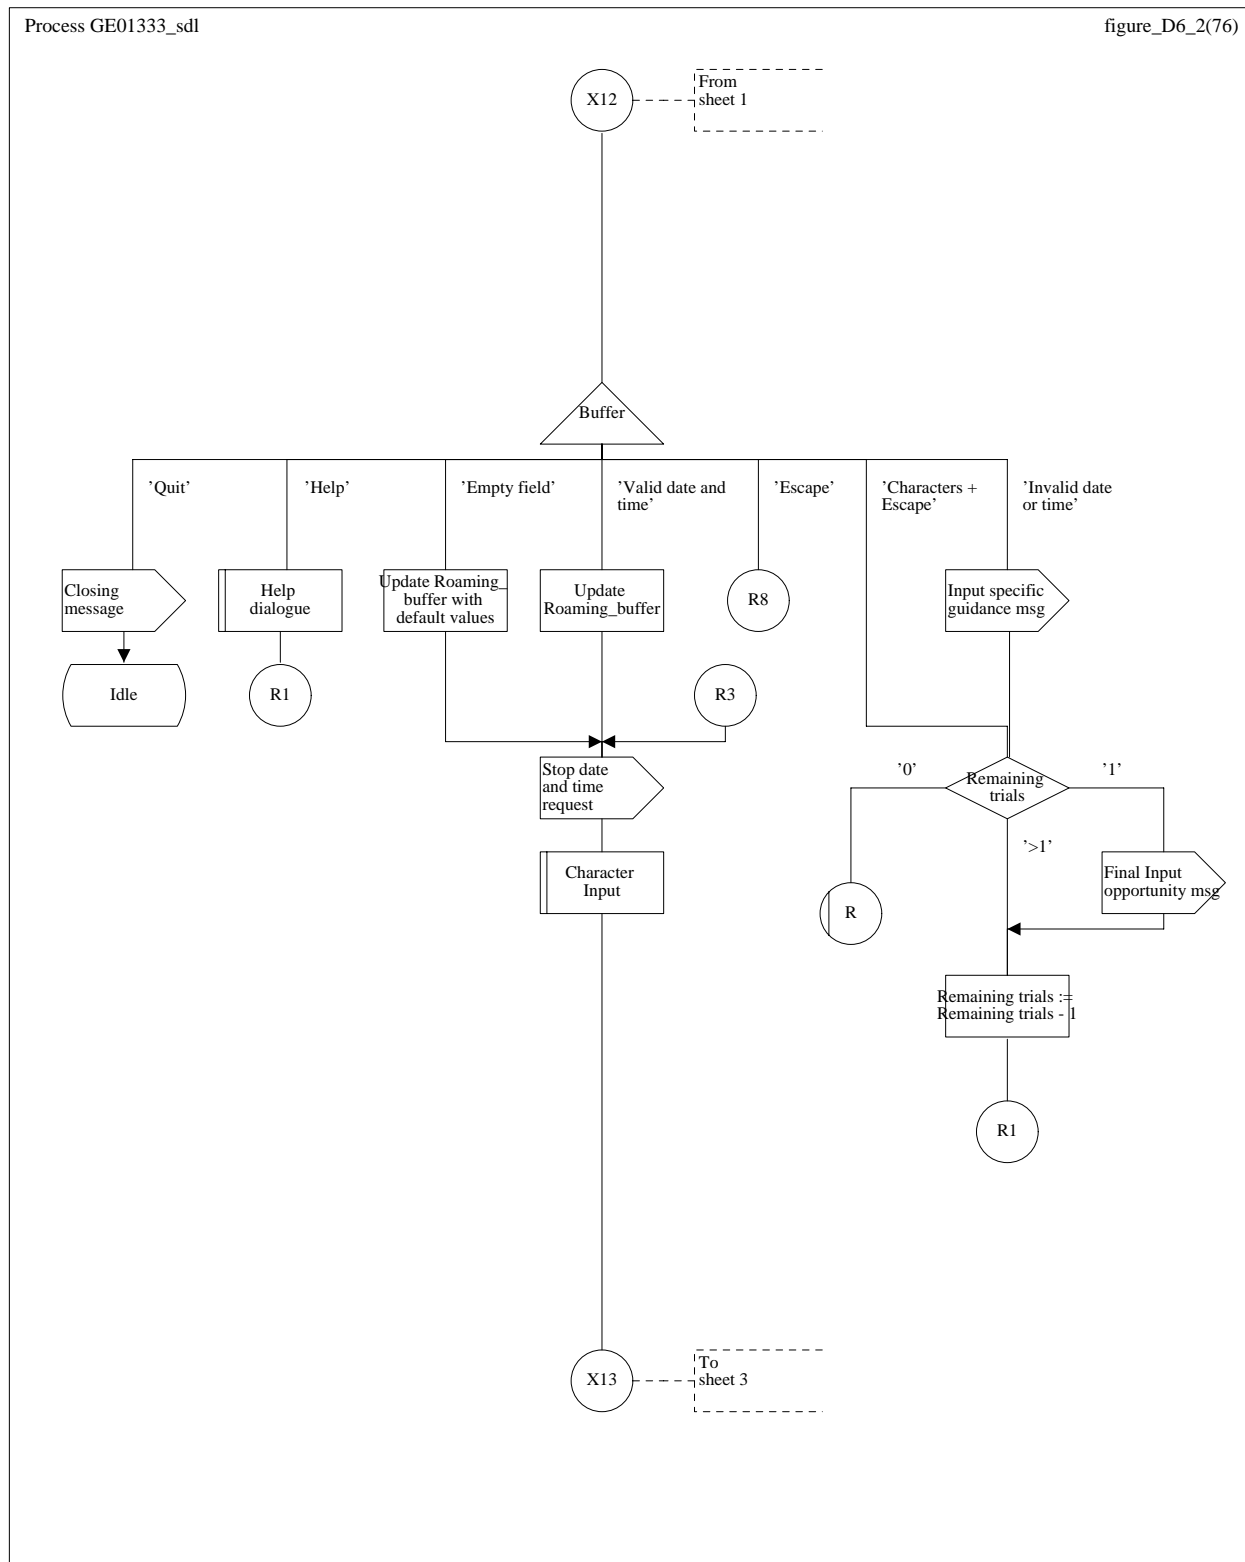 Process GE01333_sdl
figure_D6_2(76)
X12
From
sheet 1
Buffer
’Quit’
’Help’
’Empty field’
’Valid date and
time’
’Escape’
’Characters +
Escape’
’Invalid date
or time’
Closing
message
Help
dialogue
Update Roaming_
buffer with
default values
Update
Roaming_buffer
R8
Input specific
guidance msg
Idle
R1
R3
Stop date
and time
request
’0’
Remaining
trials
’1’
’>1’
Character
Input
R
Final Input
opportunity msg
Remaining trials :=
Remaining trials - 1
R1
X13
To
sheet 3